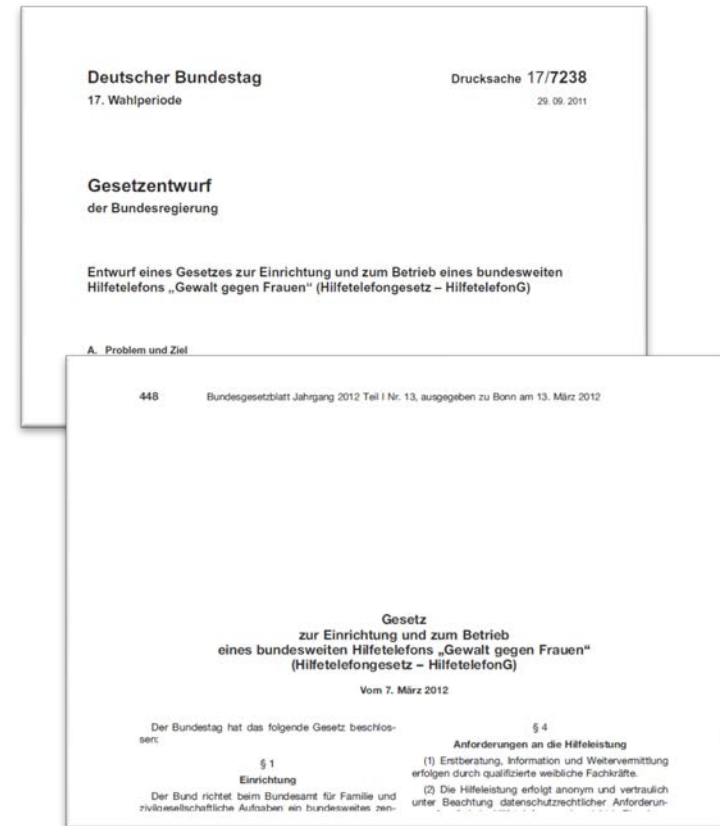 Deutscher Bundestag Drucksache 17/7238
17. Wahlperiode 29. 09. 2011
Gesetzentwurf
der Bundesregierung
Entwurf eines Gesetzes zur Einrichtung und zum Betrieb eines bundesweiten
Hilfetelefons „Gewalt gegen Frauen“ (Hilfetelefongesetz – HilfetelefonG)
A. Problem und Ziel
448 Bundesgesetzblatt Jahrgang 2012 Teil I Nr. 13, ausgegeben zu Bonn am 13. März 2012
Gesetz
zur Einrichtung und zum Betrieb
eines bundesweiten Hilfetelefons „Gewalt gegen Frauen“
(Hilfetelefongesetz – HilfetelefonG)
Vom 7. März 2012
Der Bundestag hat das folgende Gesetz beschlos-
sen:
§ 1
Einrichtung
Der Bund richtet beim Bundesamt für Familie und
zivilgesellschaftliche Aufgaben ein bundesweites zen-
§ 4
Anforderungen an die Hilfeleistung
(1) Erstberatung, Information und Weitervermittlung
erfolgen durch qualifizierte weibliche Fachkräfte.
(2) Die Hilfeleistung erfolgt anonym und vertraulich
unter Beachtung datenschutzrechtlicher Anforderun-